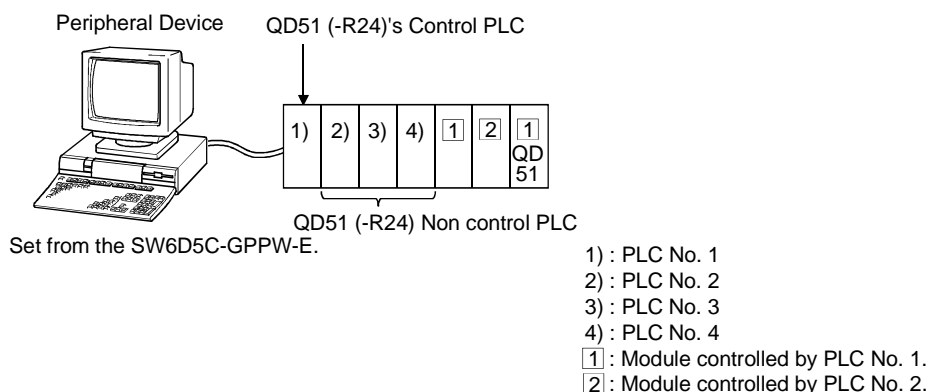 Peripheral Device
QD51 (-R24)'s Control PLC
1) 2) 3) 4) 1 2 1
QD
51
QD51 (-R24) Non control PLC
Set from the SW6D5C-GPPW-E.
1) : PLC No. 1
2) : PLC No. 2
3) : PLC No. 3
4) : PLC No. 4
1 : Module controlled by PLC No. 1.
2 : Module controlled by PLC No. 2.